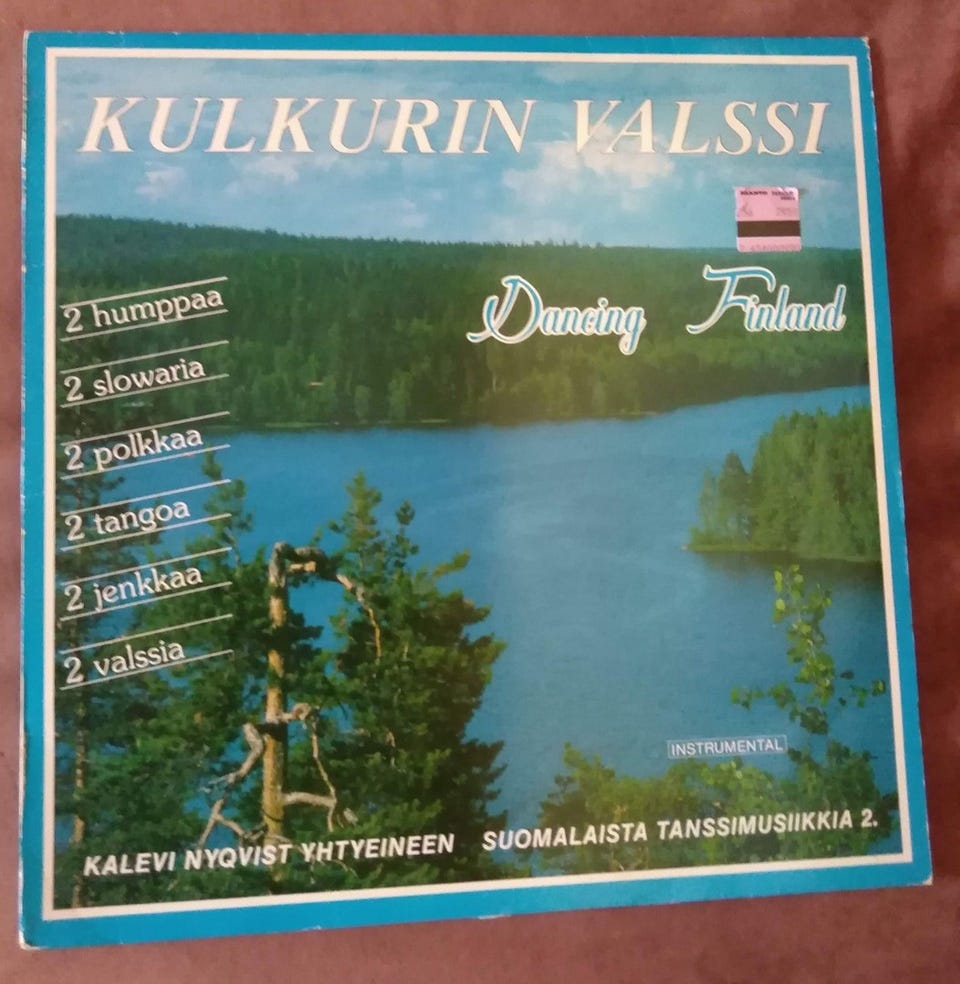 KULKURIN VALSSI
Dancing Finland
2 humppaa
2 slowaria
2 polkkaa
2 tangoa
2 jenkkaa
2 valssia
INSTRUMENTAL
KALEVI NYQVIST YHTYEINEEN SUOMALAISTA TANSSIMUSIIKKIA 2.